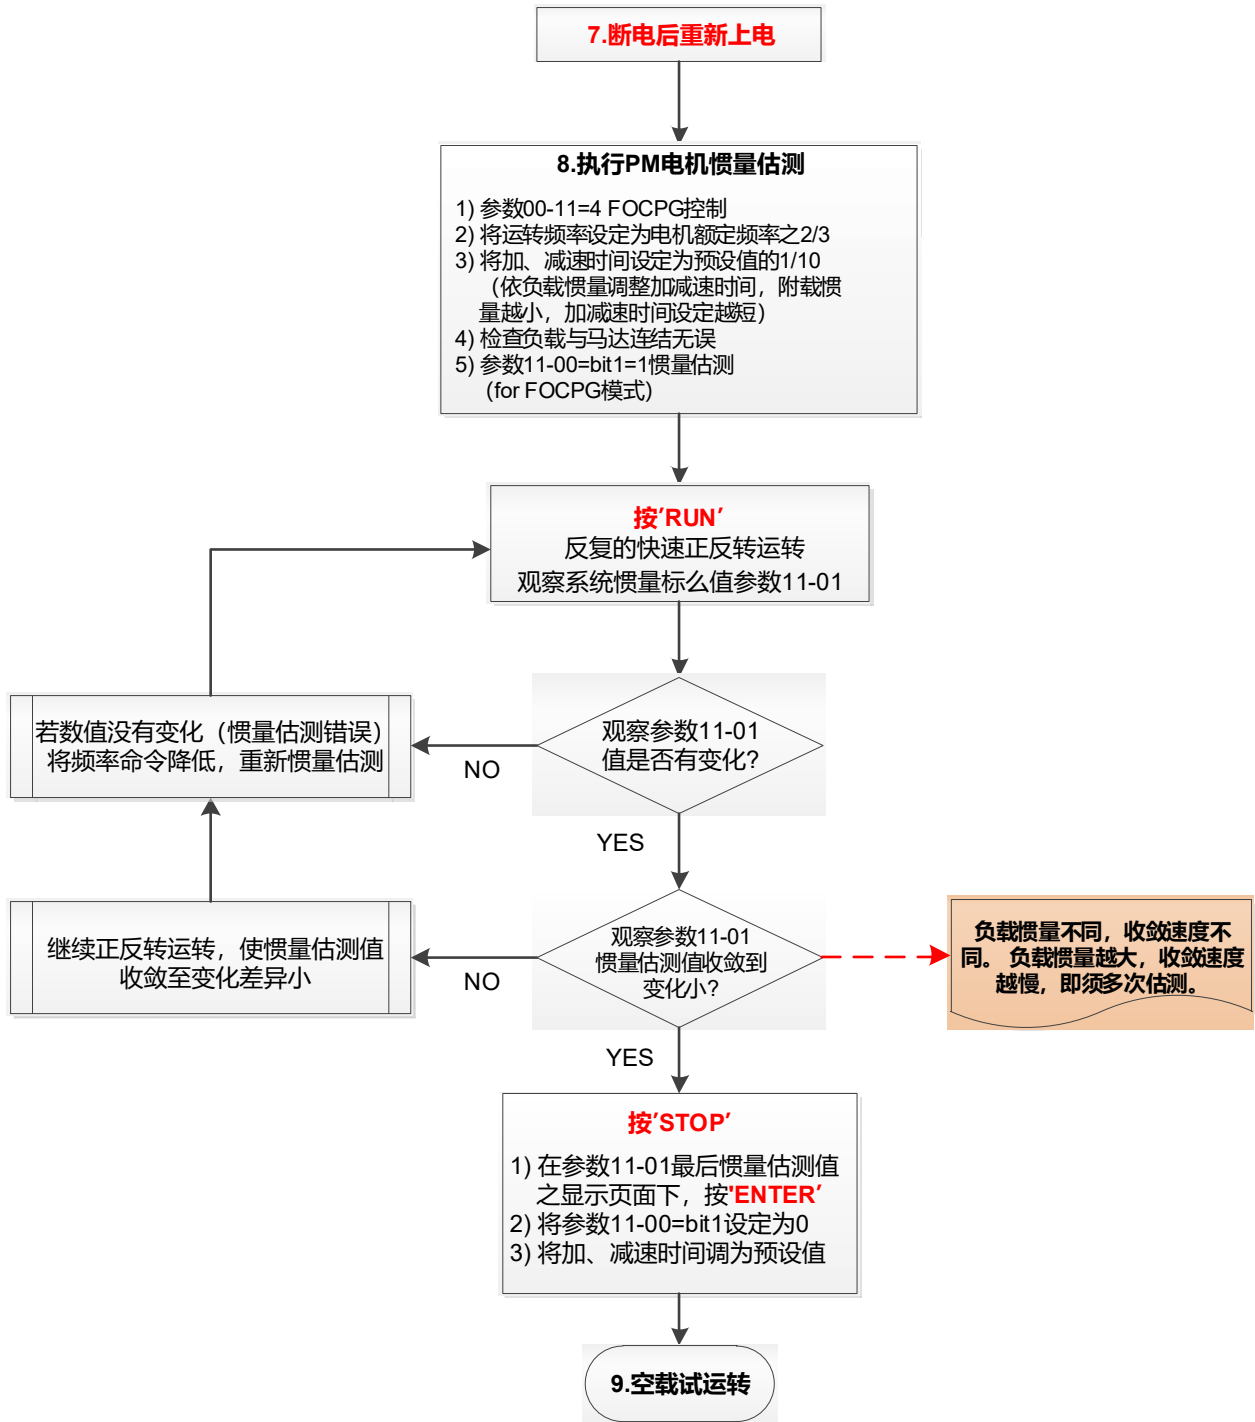 7.断电后重新上电
8.执行PM电机惯量估测
1) 参数00-11=4 FOCPG控制
2) 将运转频率设定为电机额定频率之2/3
3) 将加、减速时间设定为预设值的1/10
（依负载惯量调整加减速时间，附载惯
量越小，加减速时间设定越短）
4) 检查负载与马达连结无误
5) 参数11-00=bit1=1惯量估测
（for FOCPG模式）
按'RUN'
反复的快速正反转运转
观察系统惯量标么值参数11-01
观察参数11-01
值是否有变化?
NO
若数值没有变化（惯量估测错误）
将频率命令降低，重新惯量估测
YES
观察参数11-01
惯量估测值收敛到
变化小?
NO
继续正反转运转，使惯量估测值
收敛至变化差异小
负载惯量不同，收敛速度不
同。 负载惯量越大，收敛速度
越慢，即须多次估测。
YES
按'STOP'
1) 在参数11-01最后惯量估测值
之显示页面下，按'ENTER'
2) 将参数11-00=bit1设定为0
3) 将加、减速时间调为预设值
9.空载试运转